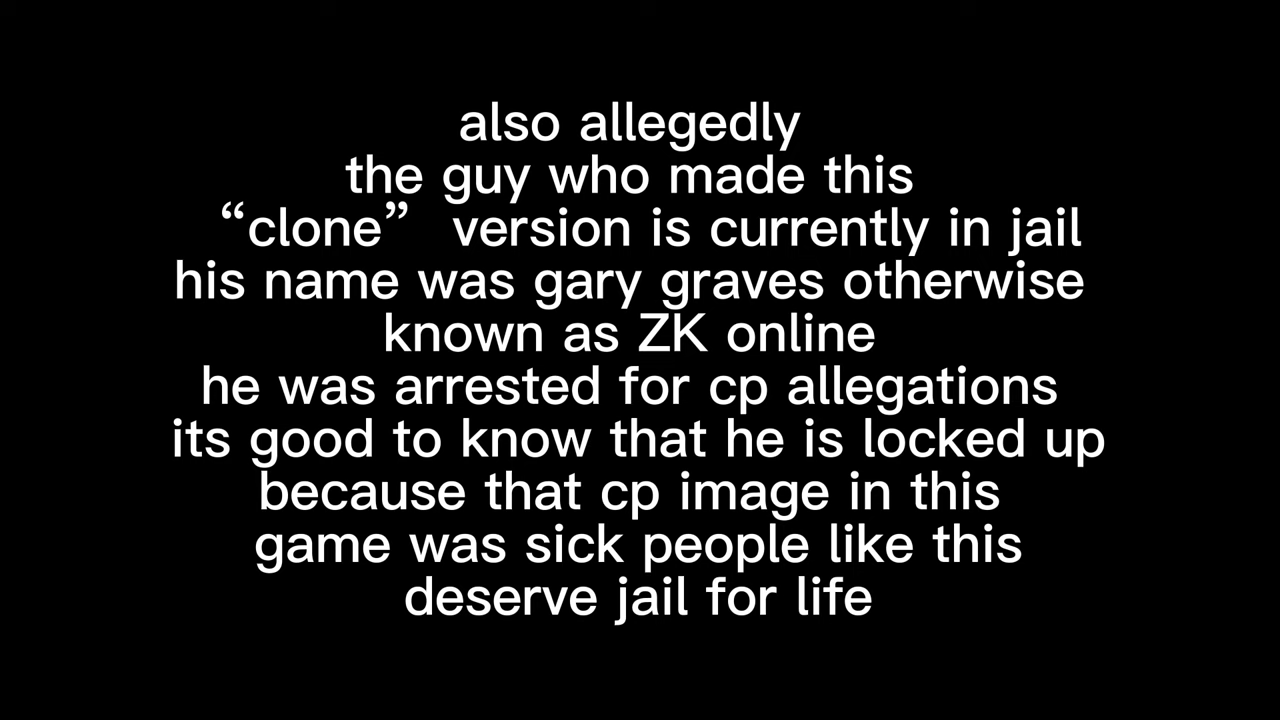 also allegedly
the guy who made this
“clone” version is currently in jail
his name was gary graves otherwise
known as ZK online
he was arrested for cp allegations
its good to know that he is locked up
because that cp image in this
game was sick people like this
deserve jail for life